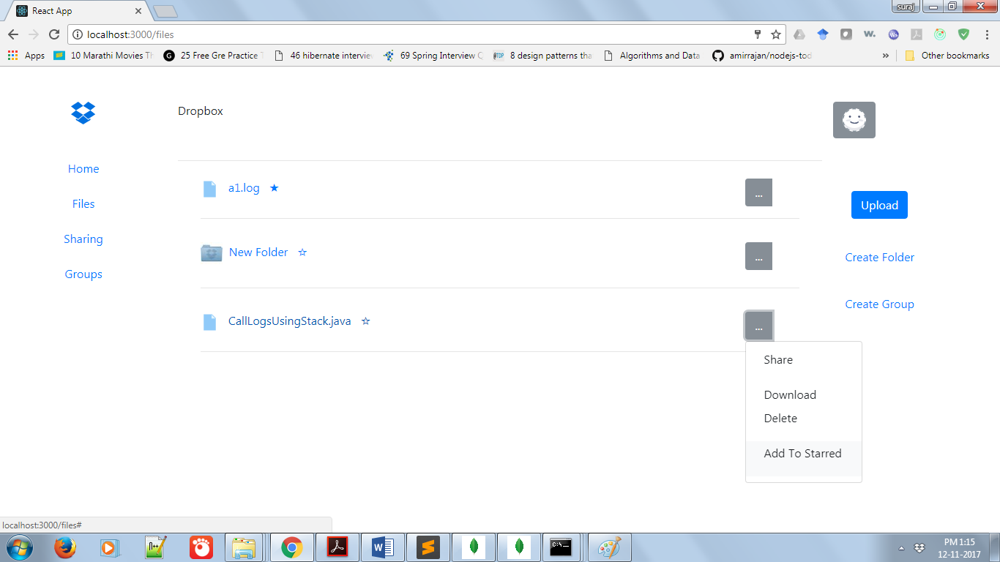 React App
suraj
localhost:3000/files
Apps 10 Marathi Movies Th 25 Free Gre Practice T 46 hibernate interview 69 Spring Interview Q 8 design patterns tha Algorithms and Data amirrajan/nodejs-tod » Other bookmarks
Dropbox
Home
Files
Sharing
Groups
a1.log ★ ...
New Folder ☆ ...
CallLogsUsingStack.java ☆ ...
Share
Download
Delete
Add To Starred
Upload
Create Folder
Create Group
localhost:3000/files#
PM 1:15
12-11-2017